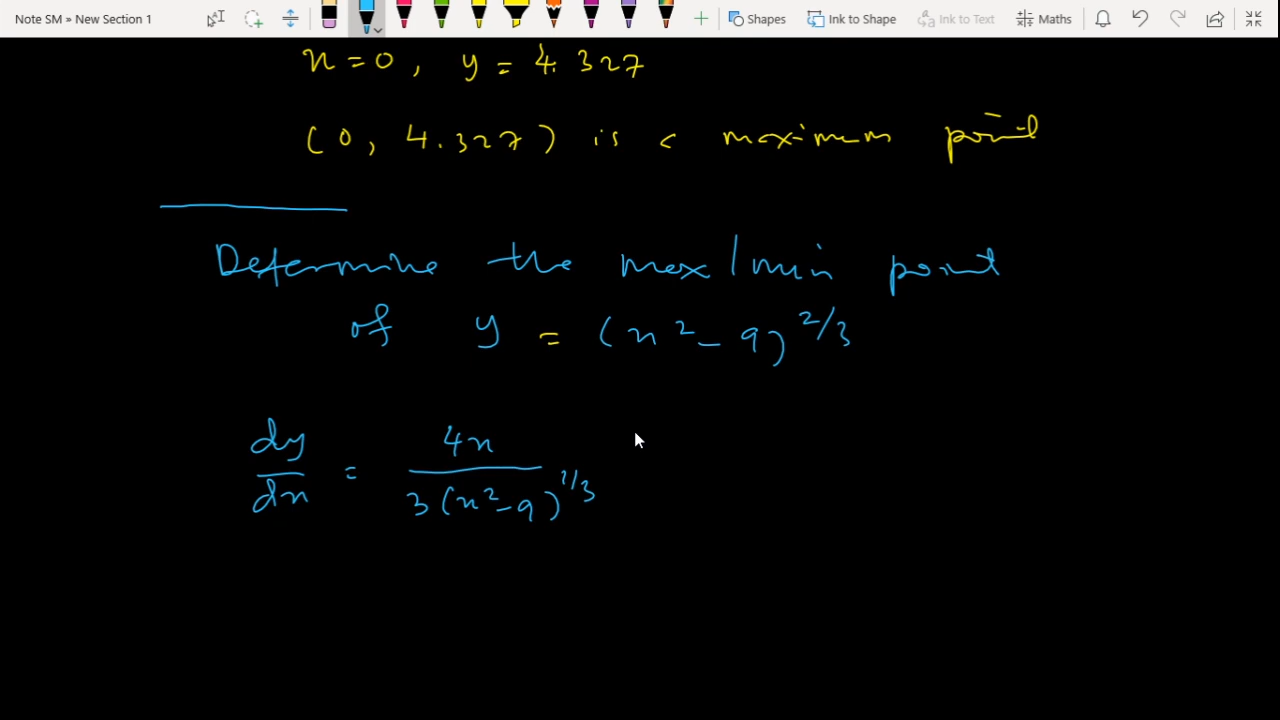 Note SM » New Section 1
Shapes Ink to Shape Ink to Text Maths
x = 0 , y = 4.327
(0, 4.327) is a maximum point
Determine the max/min point
of y = (x² - 9)^2/3
dy/dx = 4x / 3(x² - 9)^1/3